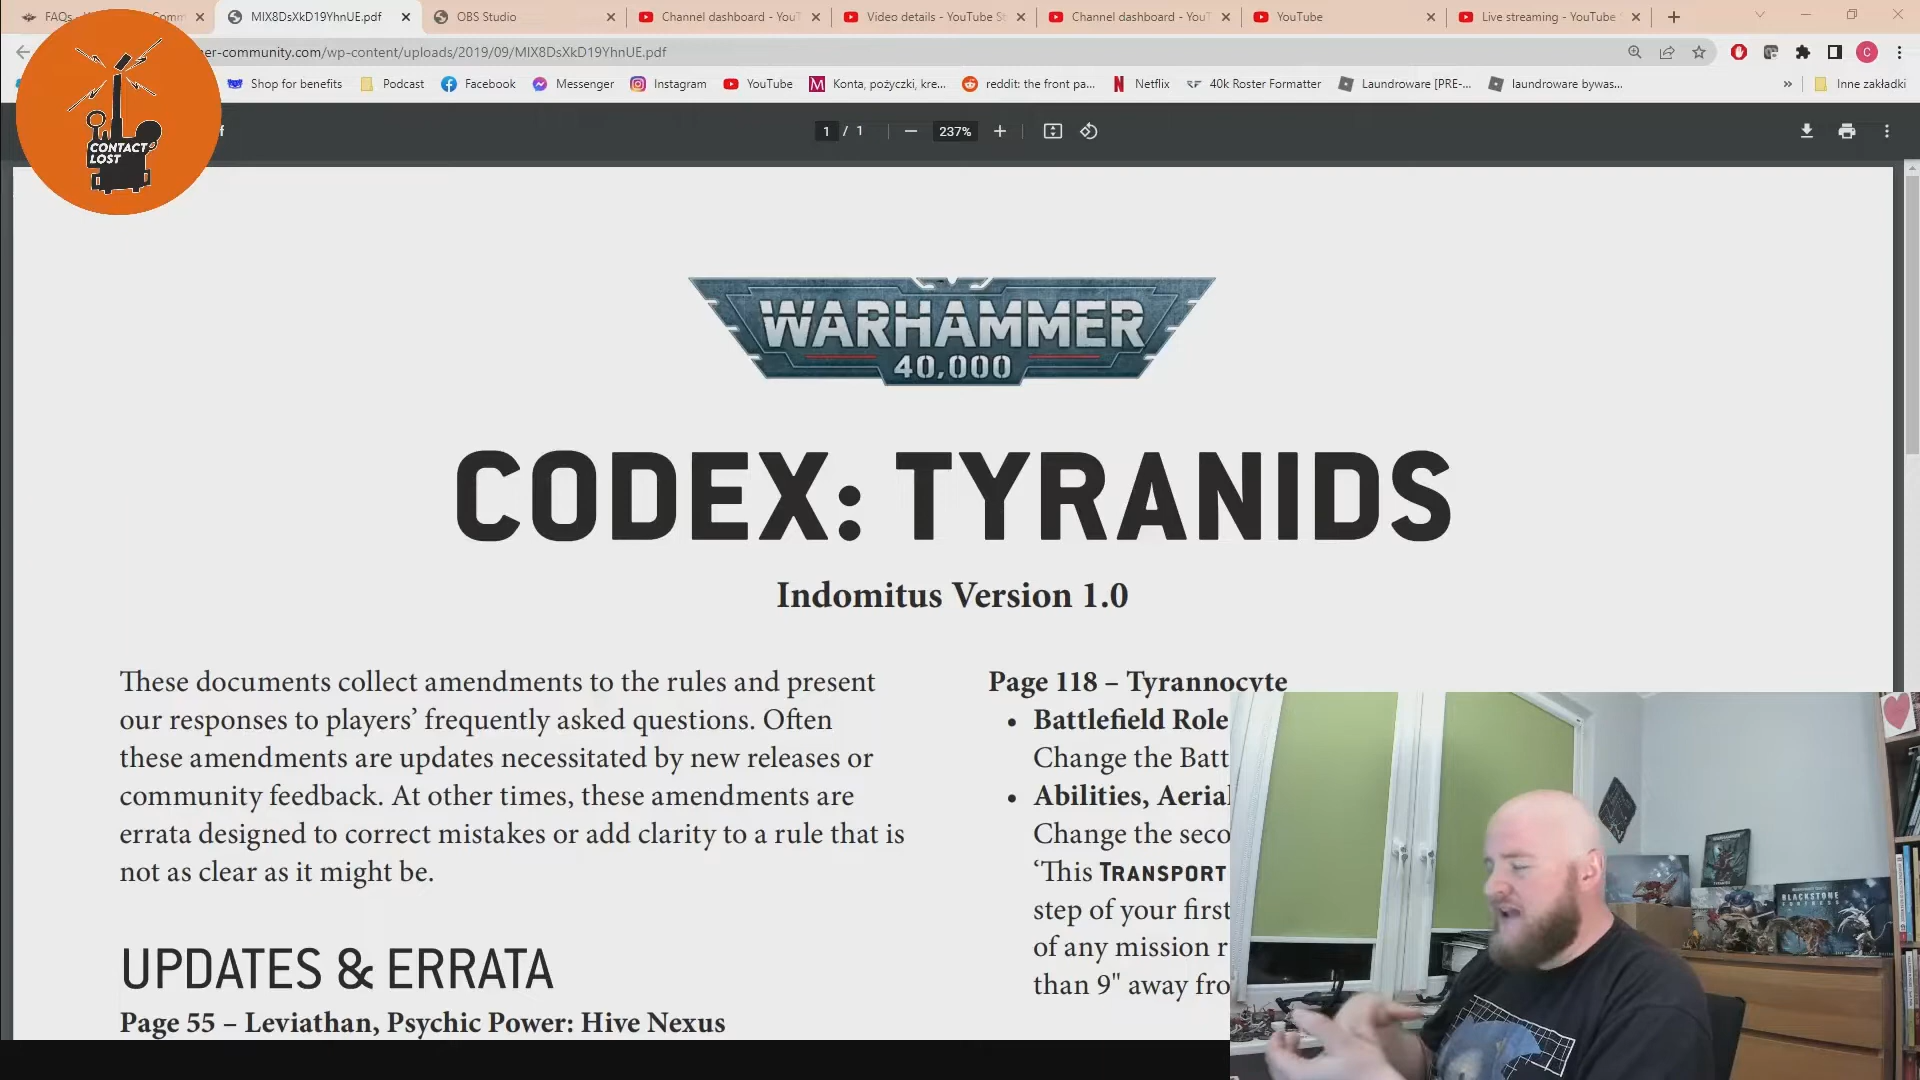 FAQs
MIX8DsXkD19YhnUE.pdf
OBS Studio
Channel dashboard - YouT
Video details - YouTube St
Channel dashboard - YouT
YouTube
Live streaming - YouTube
er-community.com/wp-content/uploads/2019/09/MIX8DsXkD19YhnUE.pdf
Shop for benefits
Podcast
Facebook
Messenger
Instagram
YouTube
Konta, pożyczki, kre...
reddit: the front pa...
Netflix
40k Roster Formatter
Laundroware [PRE-...
laundroware bywas...
»
Inne zakładki
CONTACT
LOST
f
1 / 1
237%
WARHAMMER
40,000
CODEX: TYRANIDS
Indomitus Version 1.0
These documents collect amendments to the rules and present
our responses to players’ frequently asked questions. Often
these amendments are updates necessitated by new releases or
community feedback. At other times, these amendments are
errata designed to correct mistakes or add clarity to a rule that is
not as clear as it might be.
UPDATES & ERRATA
Page 55 – Leviathan, Psychic Power: Hive Nexus
Page 118 – Tyrannocyte
• Battlefield Role
Change the Batt
• Abilities, Aerial
Change the seco
‘This TRANSPORT
step of your first
of any mission r
than 9" away fro
BLACKSTONE
FORTRESS